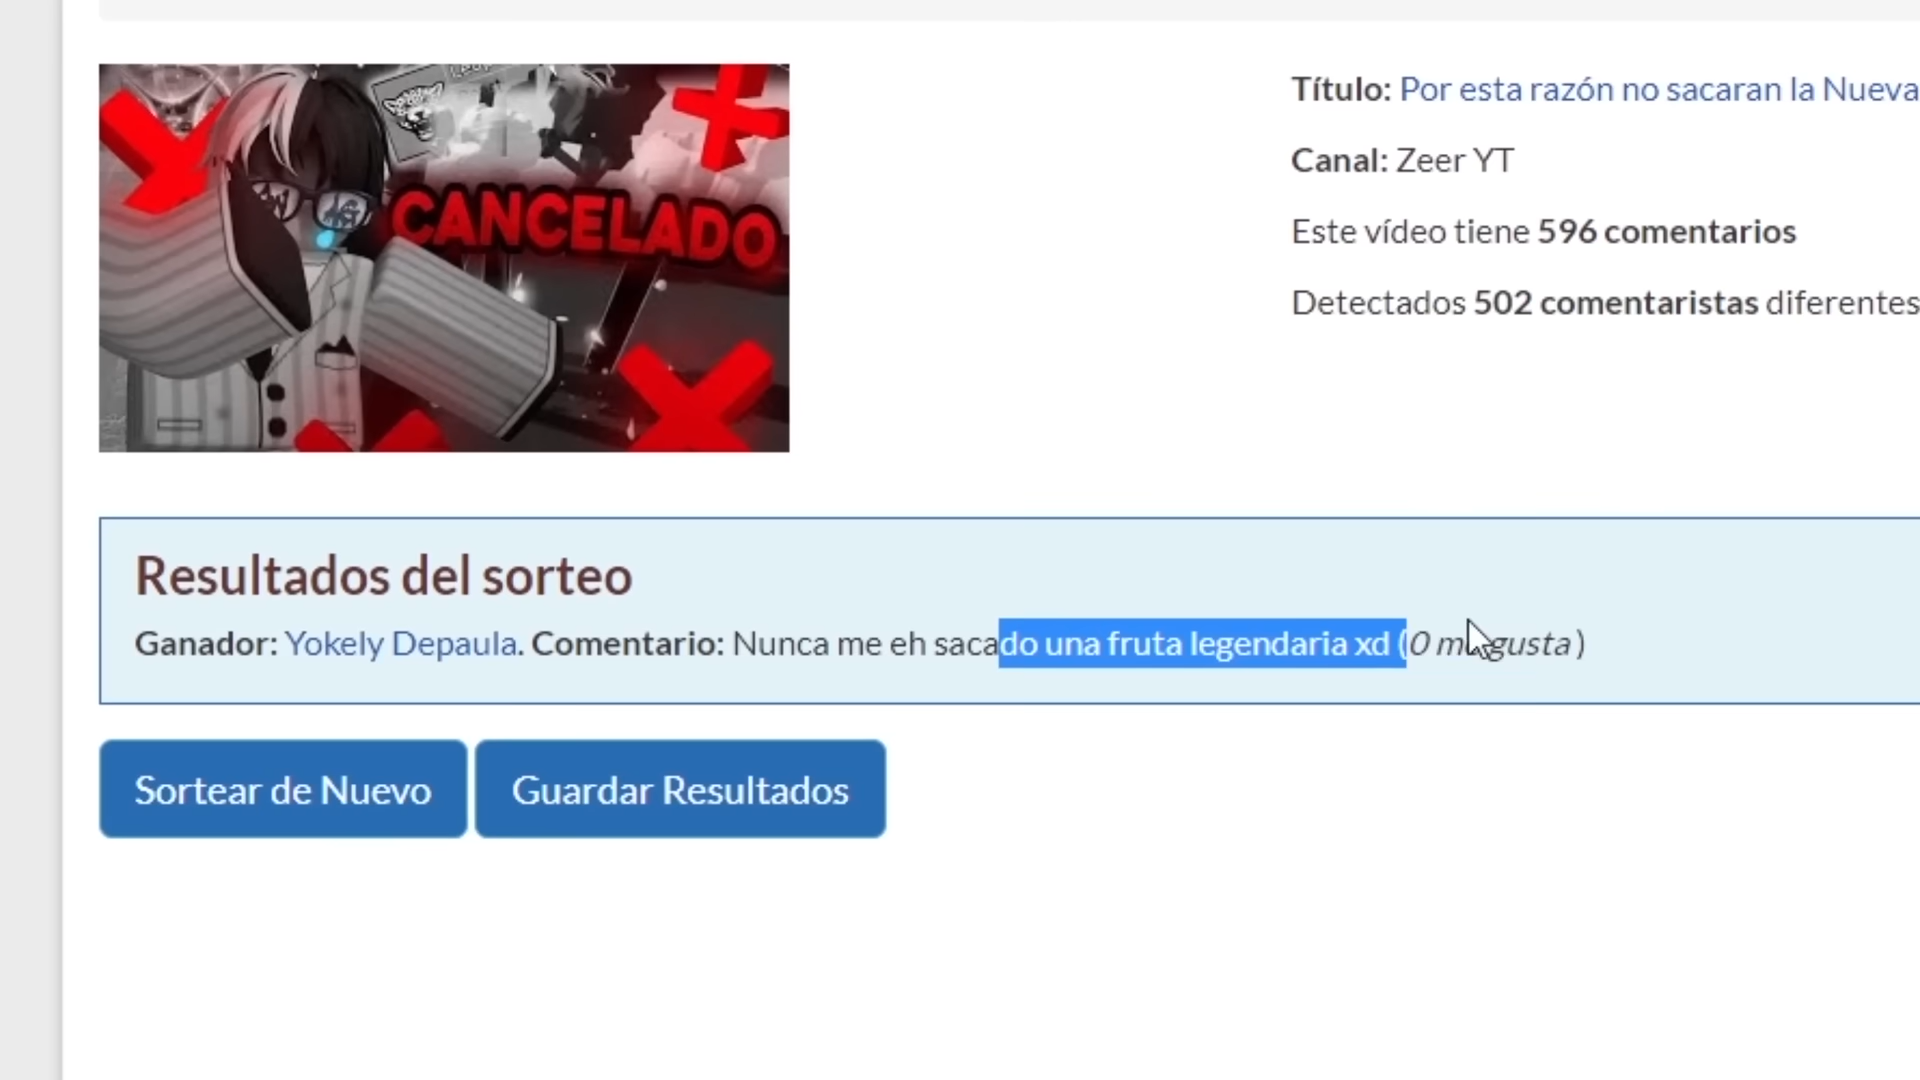 Título: Por esta razón no sacaran la Nueva
Canal: Zeer YT
Este vídeo tiene 596 comentarios
Detectados 502 comentaristas diferentes
CANCELADO
Resultados del sorteo
Ganador: Yokely Depaula. Comentario: Nunca me eh sacado una fruta legendaria xd (0 me gusta)
Sortear de Nuevo
Guardar Resultados